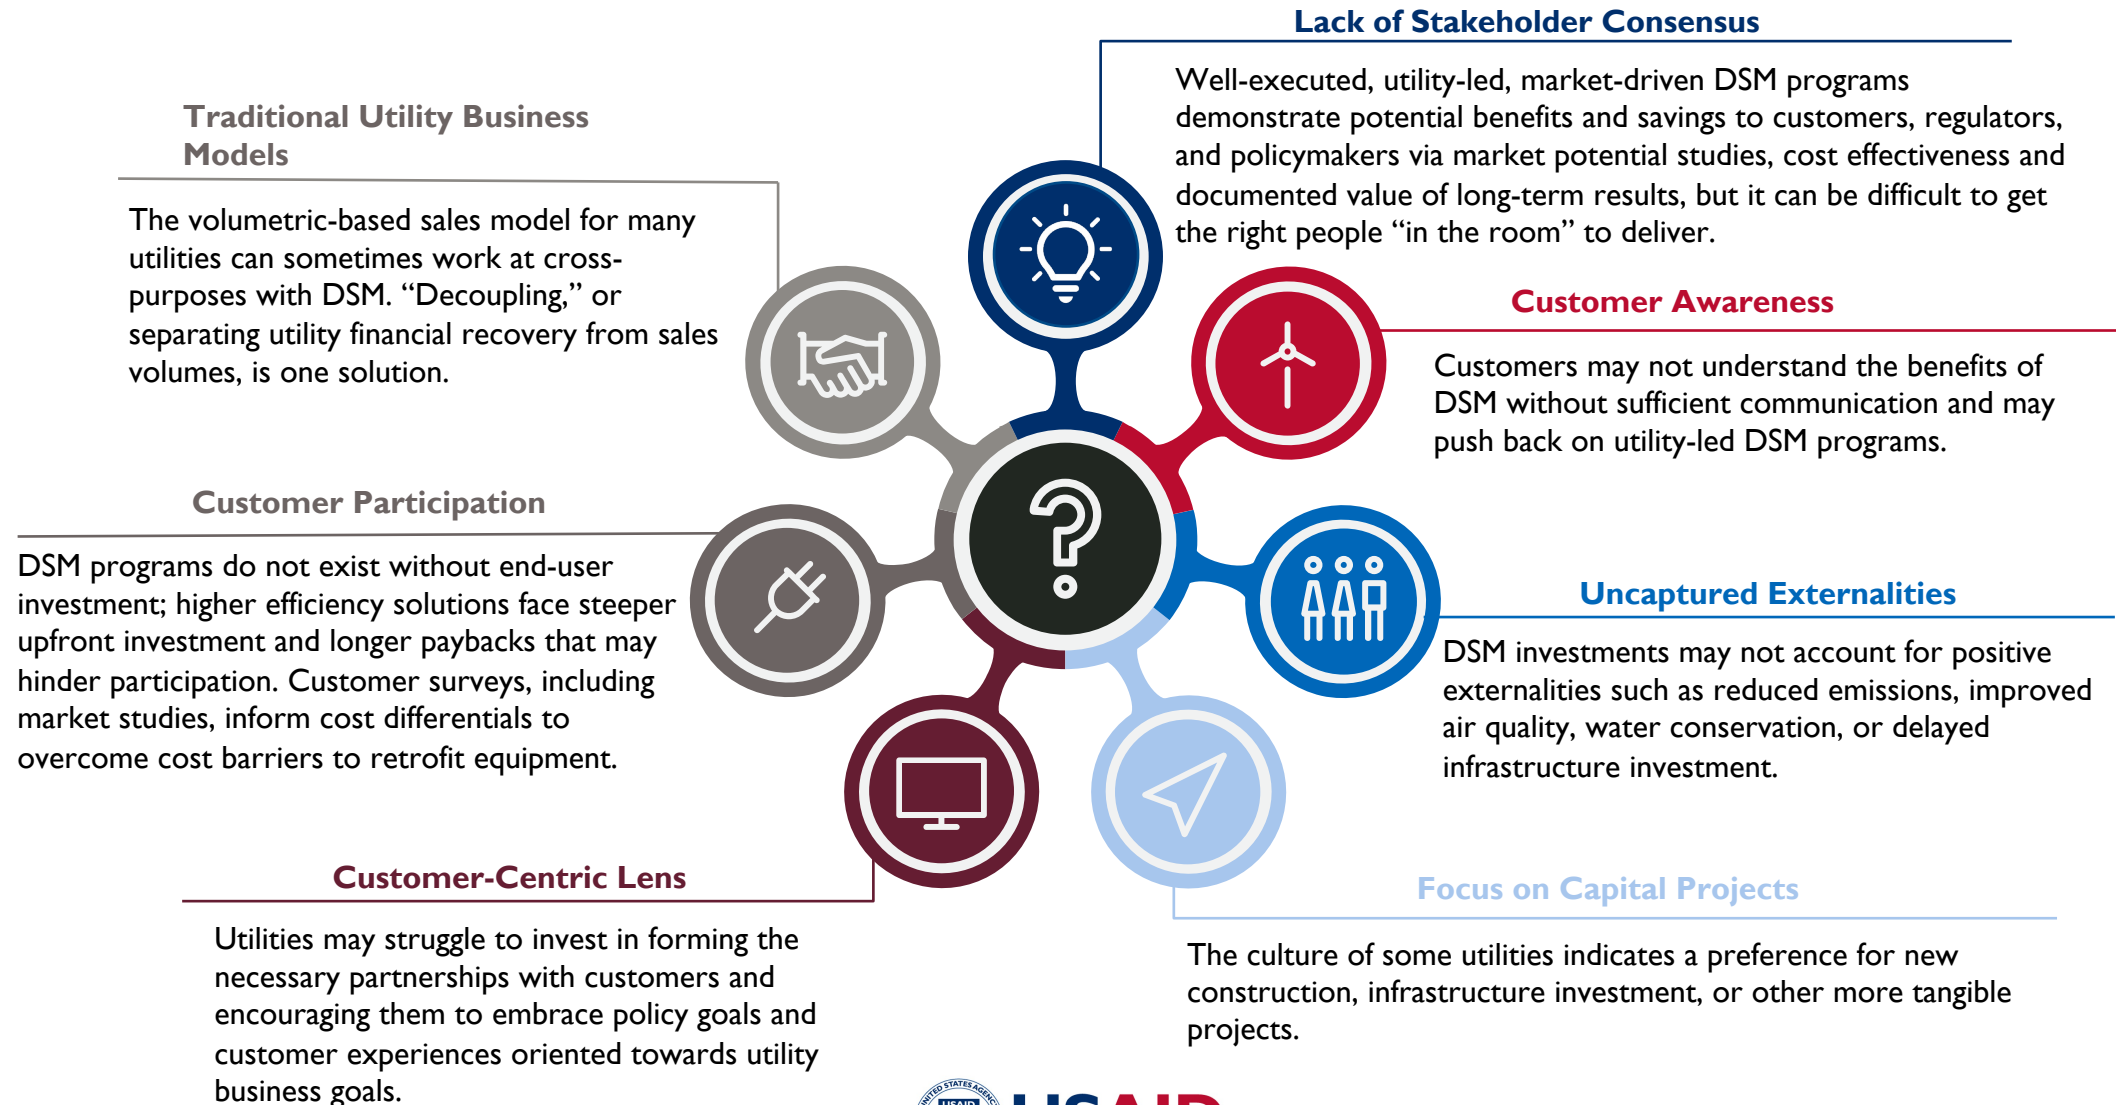 Lack of Stakeholder Consensus
Well-executed, utility-led, market-driven DSM programs
demonstrate potential benefits and savings to customers, regulators,
and policymakers via market potential studies, cost effectiveness and
documented value of long-term results, but it can be difficult to get
the right people “in the room” to deliver.
Traditional Utility Business
Models
The volumetric-based sales model for many
utilities can sometimes work at cross-
purposes with DSM. “Decoupling,” or
separating utility financial recovery from sales
volumes, is one solution.
Customer Awareness
Customers may not understand the benefits of
DSM without sufficient communication and may
push back on utility-led DSM programs.
Customer Participation
DSM programs do not exist without end-user
investment; higher efficiency solutions face steeper
upfront investment and longer paybacks that may
hinder participation. Customer surveys, including
market studies, inform cost differentials to
overcome cost barriers to retrofit equipment.
?
Uncaptured Externalities
DSM investments may not account for positive
externalities such as reduced emissions, improved
air quality, water conservation, or delayed
infrastructure investment.
Customer-Centric Lens
Utilities may struggle to invest in forming the
necessary partnerships with customers and
encouraging them to embrace policy goals and
customer experiences oriented towards utility
business goals.
Focus on Capital Projects
The culture of some utilities indicates a preference for new
construction, infrastructure investment, or other more tangible
projects.
UNITED STATES AGENC
USAID
USAID